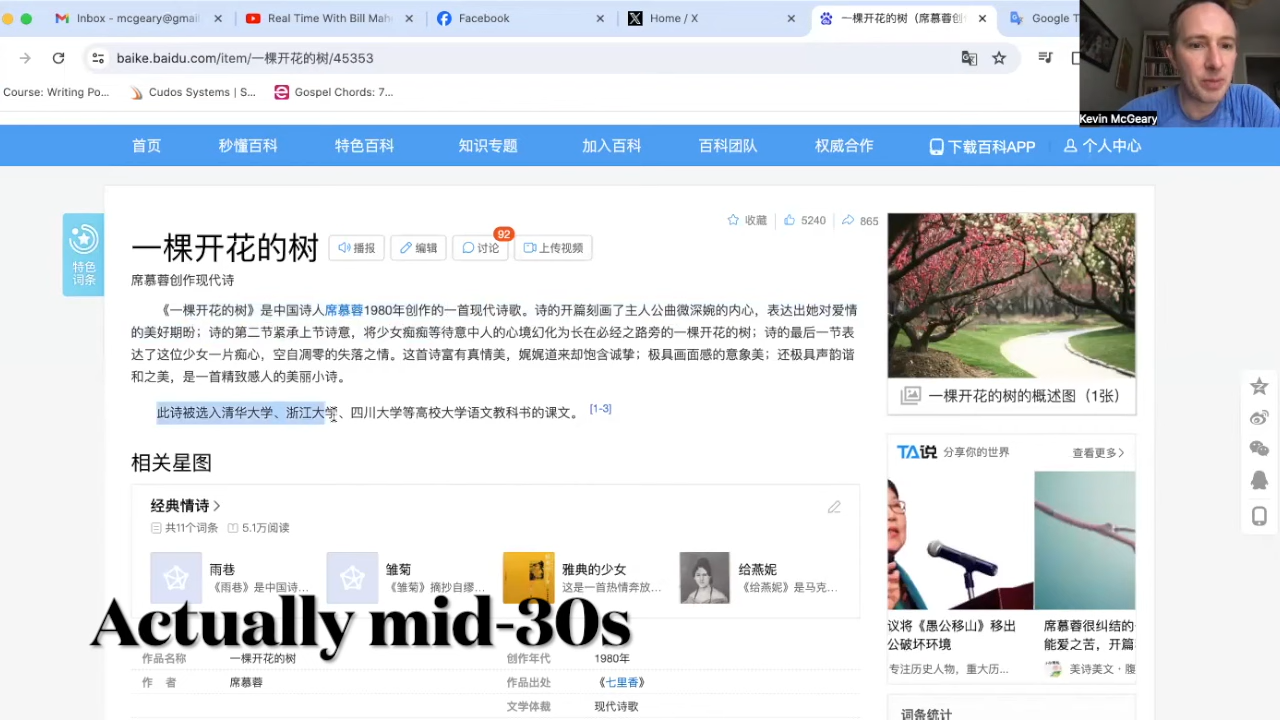 Inbox - mcgeary@gmail
Real Time With Bill Mah
Facebook
Home / X
一棵开花的树（席慕蓉创
Google T
baike.baidu.com/item/一棵开花的树/45353
Course: Writing Po...
Cudos Systems | S...
Gospel Chords: 7...
Kevin McGeary
首页
秒懂百科
特色百科
知识专题
加入百科
百科团队
权威合作
下载百科APP
个人中心
特色
词条
收藏
5240
865
一棵开花的树
播报
编辑
讨论
92
上传视频
席慕蓉创作现代诗
《一棵开花的树》是中国诗人席慕蓉1980年创作的一首现代诗歌。诗的开篇刻画了主人公曲微深婉的内心，表达出她对爱情
的美好期盼；诗的第二节紧承上节诗意，将少女痴痴等待意中人的心境幻化为长在必经之路旁的一棵开花的树；诗的最后一节表
达了这位少女一片痴心，空自凋零的失落之情。这首诗富有真情美，娓娓道来却饱含诚挚；极具画面感的意象美；还极具声韵谐
和之美，是一首精致感人的美丽小诗。
此诗被选入清华大学、浙江大学、四川大学等高校大学语文教科书的课文。 [1-3]
一棵开花的树的概述图（1张）
相关星图
经典情诗
共11个词条
5.1万阅读
雨巷
《雨巷》是中国诗...
雏菊
《雏菊》摘抄自缪...
雅典的少女
这是一首热情奔放...
给燕妮
《给燕妮》是马克...
TA说 分享你的世界
查看更多
议将《愚公移山》移出
公破坏环境
专注历史人物，重大历...
席慕蓉很纠结的
能爱之苦，开篇
美诗美文·腹
Actually mid-30s
作品名称
一棵开花的树
创作年代
1980年
作 者
席慕蓉
作品出处
《七里香》
文学体裁
现代诗歌
词条统计